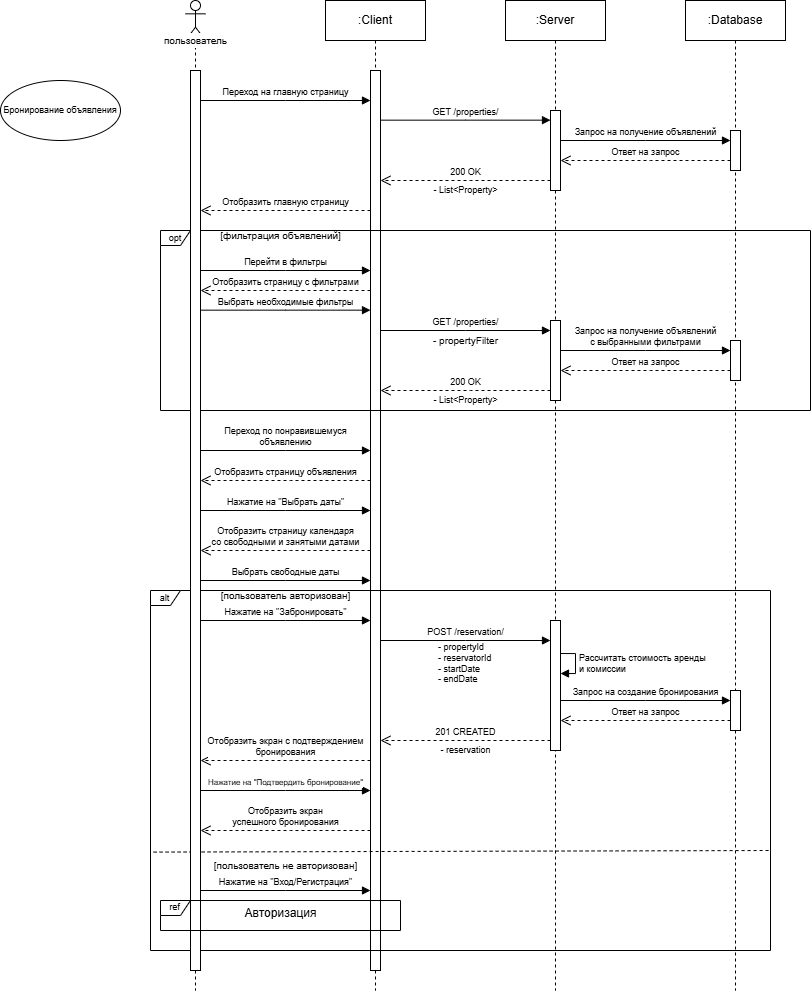 :Client
:Server
:Database
пользователь
Бронирование объявления
Переход на главную страницу
GET /properties/
Запрос на получение объявлений
Ответ на запрос
200 OK
- List<Property>
Отобразить главную страницу
opt
[фильтрация объявлений]
Перейти в фильтры
Отобразить страницу с фильтрами
Выбрать необходимые фильтры
GET /properties/
- propertyFilter
Запрос на получение объявлений
с выбранными фильтрами
Ответ на запрос
200 OK
- List<Property>
Переход по понравившемуся
объявлению
Отобразить страницу объявления
Нажатие на "Выбрать даты"
Отобразить страницу календаря
со свободными и занятыми датами
Выбрать свободные даты
alt
[пользователь авторизован]
Нажатие на "Забронировать"
POST /reservation/
- propertyId
- reservatorId
- startDate
- endDate
Рассчитать стоимость аренды
и комиссии
Запрос на создание бронирования
Ответ на запрос
201 CREATED
- reservation
Отобразить экран с подтверждением
бронирования
Нажатие на "Подтвердить бронирование"
Отобразить экран
успешного бронирования
[пользователь не авторизован]
Нажатие на "Вход/Регистрация"
ref
Авторизация